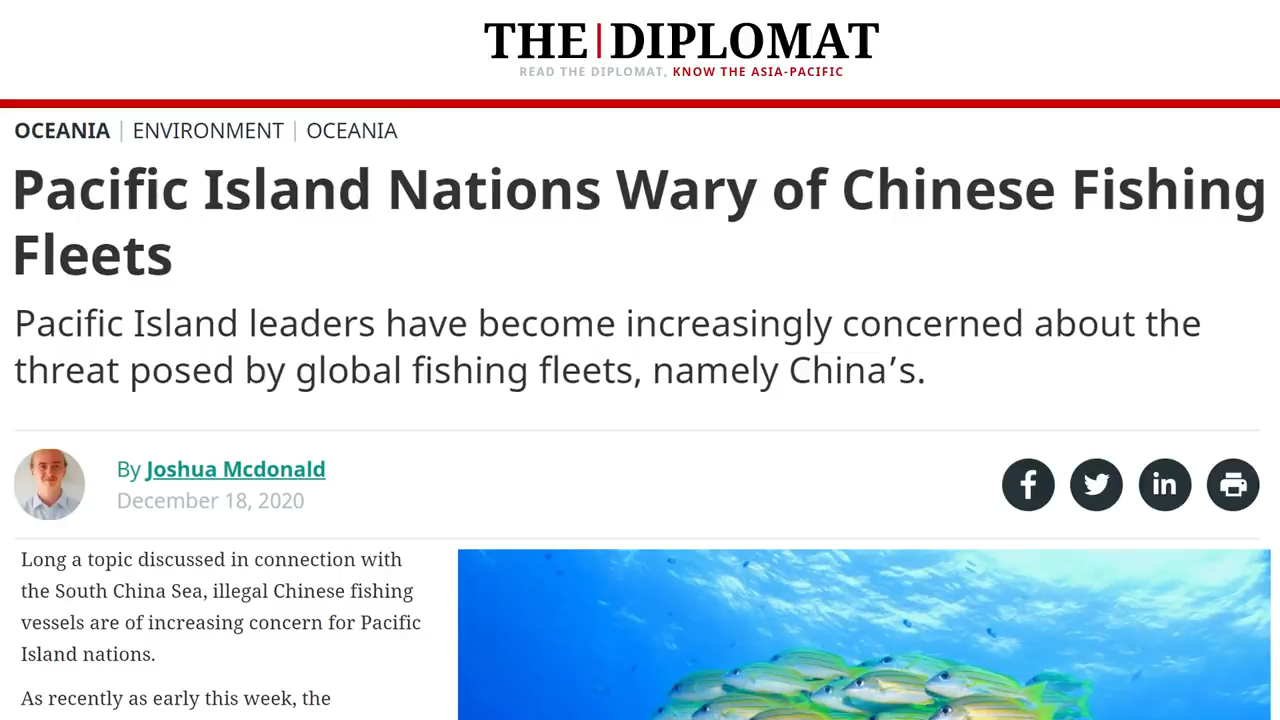 THE|DIPLOMAT
READ THE DIPLOMAT, KNOW THE ASIA-PACIFIC
OCEANIA | ENVIRONMENT | OCEANIA
Pacific Island Nations Wary of Chinese Fishing
Fleets
Pacific Island leaders have become increasingly concerned about the
threat posed by global fishing fleets, namely China’s.
By Joshua Mcdonald
December 18, 2020
Long a topic discussed in connection with
the South China Sea, illegal Chinese fishing
vessels are of increasing concern for Pacific
Island nations.
As recently as early this week, the